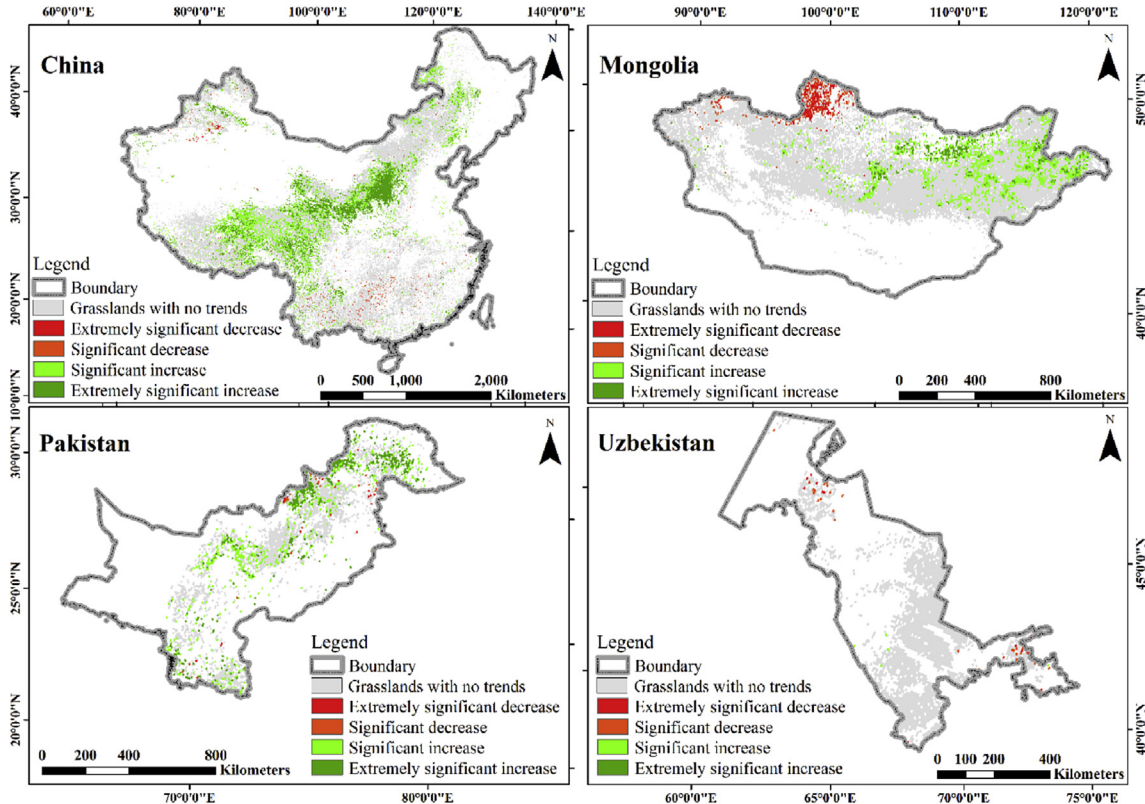 60°0'0"E 80°0'0"E 100°0'0"E 120°0'0"E 140°0'0"E
90°0'0"E 100°0'0"E 110°0'0"E 120°0'0"E
China
N
40°0'0"N
30°0'0"N
20°0'0"N
Legend
Boundary
Grasslands with no trends
Extremely significant decrease
Significant decrease
Significant increase
Extremely significant increase
0 500 1,000 2,000
Kilometers
Mongolia
N
50°0'0"N
40°0'0"N
Legend
Boundary
Grasslands with no trends
Extremely significant decrease
Significant decrease
Significant increase
Extremely significant increase
0 200 400 800
Kilometers
Pakistan
N
30°0'0"N
25°0'0"N
20°0'0"N
Legend
Boundary
Grasslands with no trends
Extremely significant decrease
Significant decrease
Significant increase
Extremely significant increase
0 200 400 800
Kilometers
70°0'0"E 80°0'0"E
Uzbekistan
N
45°0'0"N
40°0'0"N
Legend
Boundary
Grasslands with no trends
Extremely significant decrease
Significant decrease
Significant increase
Extremely significant increase
0 100 200 400
Kilometers
60°0'0"E 65°0'0"E 70°0'0"E 75°0'0"E